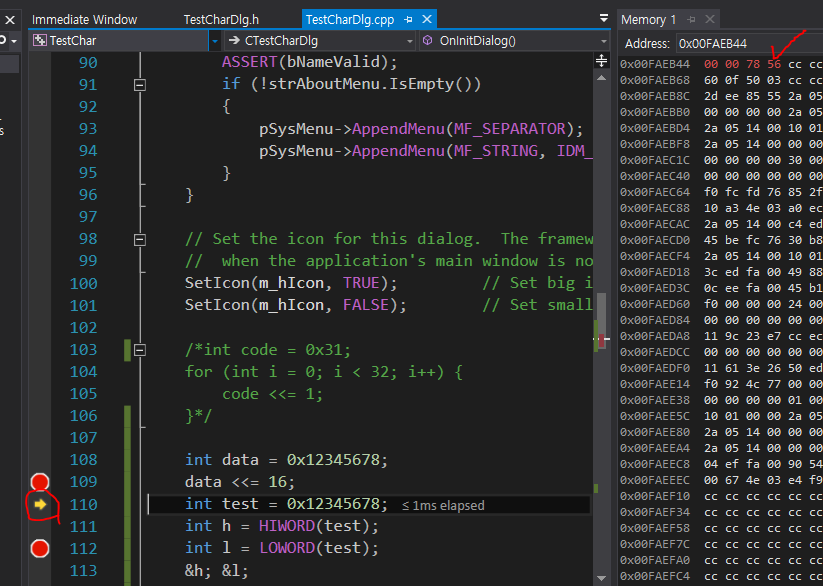 Immediate Window TestCharDlg.h TestCharDlg.cpp Memory 1
TestChar CTestCharDlg OnInitDialog() Address: 0x00FAEB44
90 ASSERT(bNameValid);
91 if (!strAboutMenu.IsEmpty())
92 {
93 pSysMenu->AppendMenu(MF_SEPARATOR);
94 pSysMenu->AppendMenu(MF_STRING, IDM_
95 }
96 }
97
98 // Set the icon for this dialog.  The framew
99 //  when the application's main window is no
100 SetIcon(m_hIcon, TRUE); // Set big i
101 SetIcon(m_hIcon, FALSE); // Set small
102
103 /*int code = 0x31;
104 for (int i = 0; i < 32; i++) {
105 code <<= 1;
106 }*/
107
108 int data = 0x12345678;
109 data <<= 16;
110 int test = 0x12345678; ≤ 1ms elapsed
111 int h = HIWORD(test);
112 int l = LOWORD(test);
113 &h; &l;
0x00FAEB44 00 00 78 56 cc cc
0x00FAEB68 60 0f 50 03 cc cc
0x00FAEB8C 2d ee 85 55 2a 05
0x00FAEBB0 00 00 00 00 2a 05
0x00FAEBD4 2a 05 14 00 10 01
0x00FAEBF8 2a 05 14 00 00 00
0x00FAEC1C 00 00 00 00 30 00
0x00FAEC40 00 00 00 00 00 00
0x00FAEC64 f0 fc fd 76 85 2f
0x00FAEC88 10 a3 4e 03 a0 ec
0x00FAECAC 2a 05 14 00 c4 ed
0x00FAECD0 45 be fc 76 30 b8
0x00FAECF4 2a 05 14 00 10 01
0x00FAED18 3c ed fa 00 49 88
0x00FAED3C 0c ee fa 00 45 b1
0x00FAED60 f0 00 00 00 24 00
0x00FAED84 00 00 00 00 00 00
0x00FAEDA8 11 9c 23 e7 cc ec
0x00FAEDCC 00 00 00 00 00 00
0x00FAEDF0 11 61 3e 26 50 ed
0x00FAEE14 f0 92 4c 77 00 00
0x00FAEE38 00 00 00 00 01 00
0x00FAEE5C 10 01 00 00 2a 05
0x00FAEE80 2a 05 14 00 00 00
0x00FAEEA4 2a 05 14 00 00 00
0x00FAEEC8 04 ef fa 00 90 54
0x00FAEEEC 00 67 4e 03 e4 f9
0x00FAEF10 cc cc cc cc cc cc
0x00FAEF34 cc cc cc cc cc cc
0x00FAEF58 cc cc cc cc cc cc
0x00FAEF7C cc cc cc cc cc cc
0x00FAEFA0 cc cc cc cc cc cc
0x00FAEFC4 cc cc cc cc cc cc